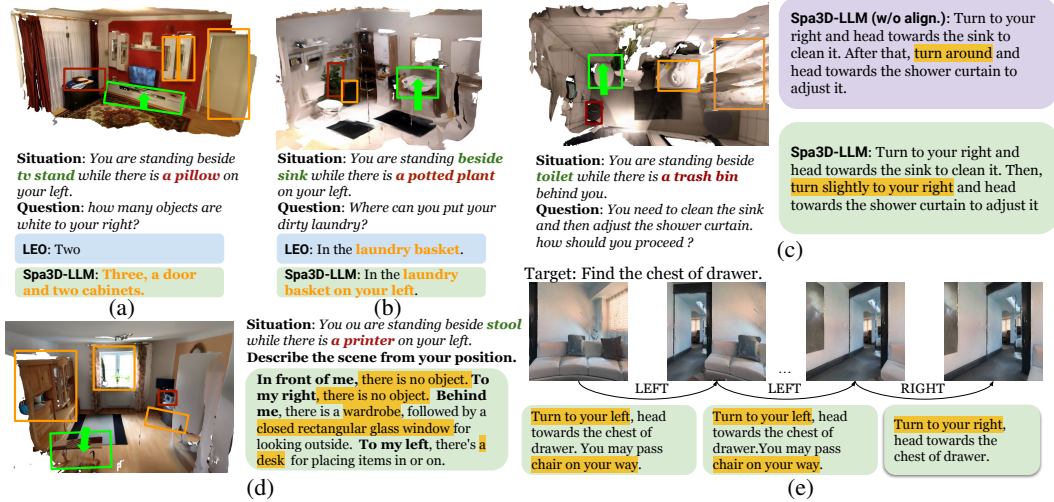 Situation: You are standing beside
tv stand while there is a pillow on
your left.
Question: how many objects are
white to your right?
LEO: Two
Spa3D-LLM: Three, a door
and two cabinets.
(a)
Situation: You are standing beside
sink while there is a potted plant
on your left.
Question: Where can you put your
dirty laundry?
LEO: In the laundry basket.
Spa3D-LLM: In the laundry
basket on your left.
(b)
Situation: You are standing beside
toilet while there is a trash bin
behind you.
Question: You need to clean the sink
and then adjust the shower curtain.
how should you proceed ?
Spa3D-LLM (w/o align.): Turn to your
right and head towards the sink to
clean it. After that, turn around and
head towards the shower curtain to
adjust it.
Spa3D-LLM: Turn to your right and
head towards the sink to clean it. Then,
turn slightly to your right and head
towards the shower curtain to adjust it
(c)
Situation: You ou are standing beside stool
while there is a printer on your left.
Describe the scene from your position.
In front of me, there is no object. To
my right, there is no object. Behind
me, there is a wardrobe, followed by a
closed rectangular glass window for
looking outside. To my left, there's a
desk for placing items in or on.
(d)
Target: Find the chest of drawer.
...
LEFT
LEFT
RIGHT
Turn to your left, head
towards the chest of
drawer. You may pass
chair on your way.
Turn to your left, head
towards the chest of
drawer.You may pass
chair on your way.
Turn to your right,
head towards the
chest of drawer.
(e)